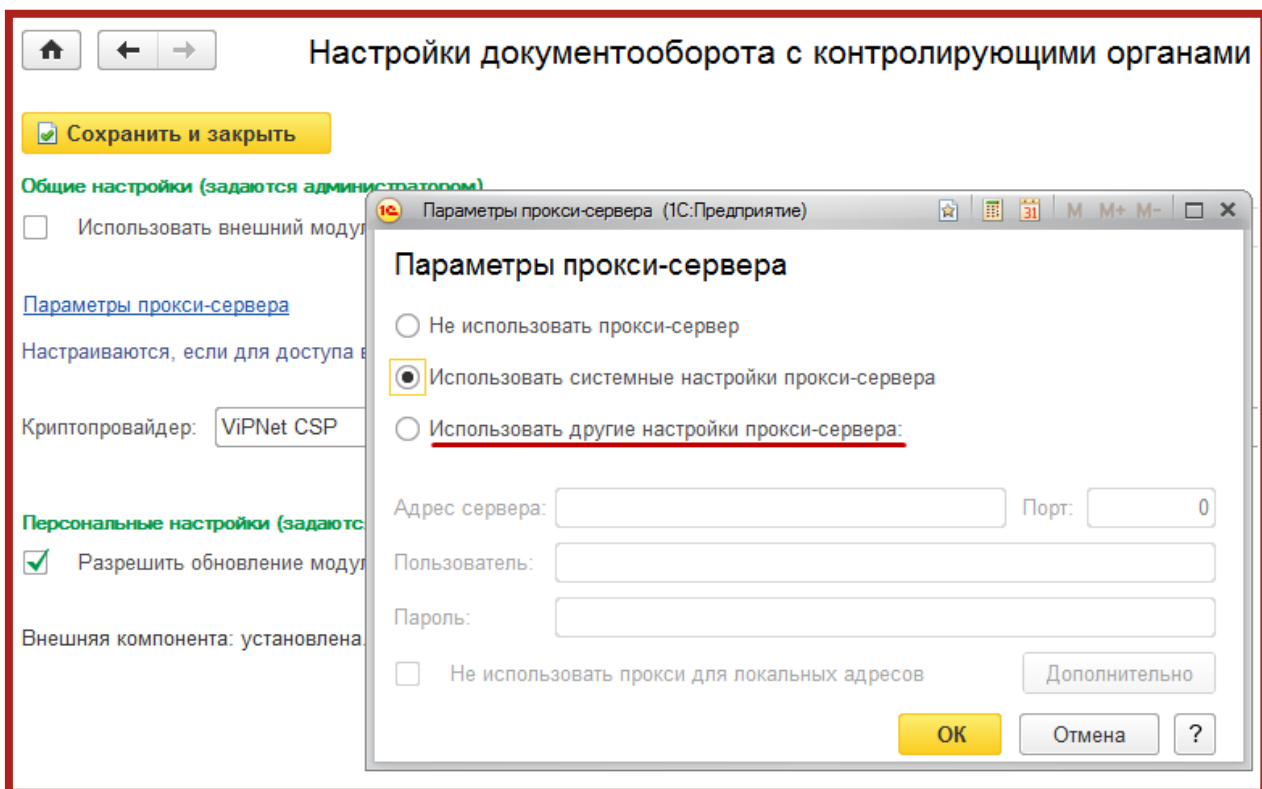 Настройки документооборота с контролирующими органами
Сохранить и закрыть
Общие настройки (задаются администратором)
Использовать внешний модул
Параметры прокси-сервера
Настраиваются, если для доступа в
Криптопровайдер: ViPNet CSP
Персональные настройки (задаютс
Разрешить обновление модул
Внешняя компонента: установлена.
1С Параметры прокси-сервера (1С:Предприятие) 31 M M+ M-
Параметры прокси-сервера
Не использовать прокси-сервер
Использовать системные настройки прокси-сервера
Использовать другие настройки прокси-сервера:
Адрес сервера: Порт: 0
Пользователь:
Пароль:
Не использовать прокси для локальных адресов Дополнительно
ОК Отмена ?